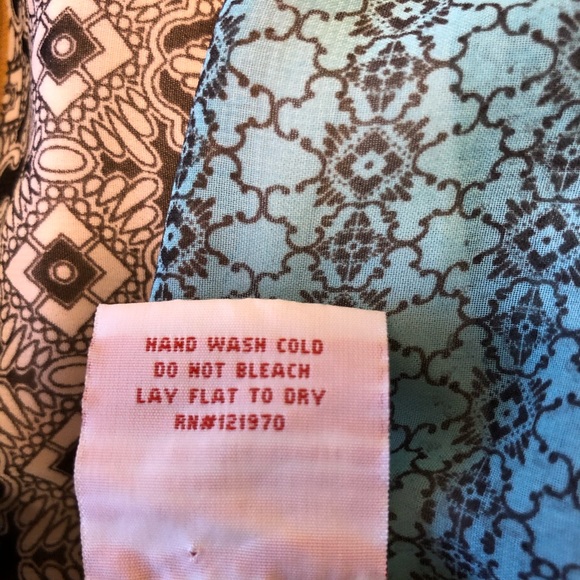 HAND WASH COLD
DO NOT BLEACH
LAY FLAT TO DRY
RN#121970